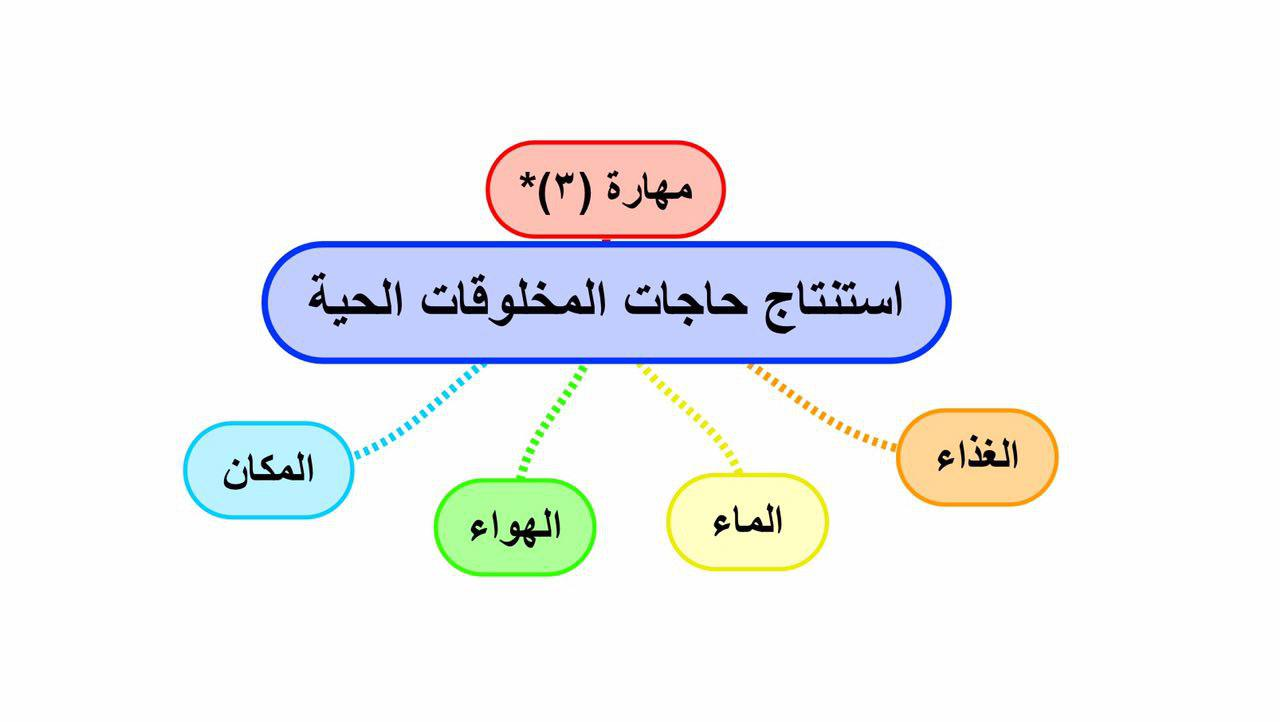 مهارة (٣)*
استنتاج حاجات المخلوقات الحية
الغذاء
الماء
الهواء
المكان